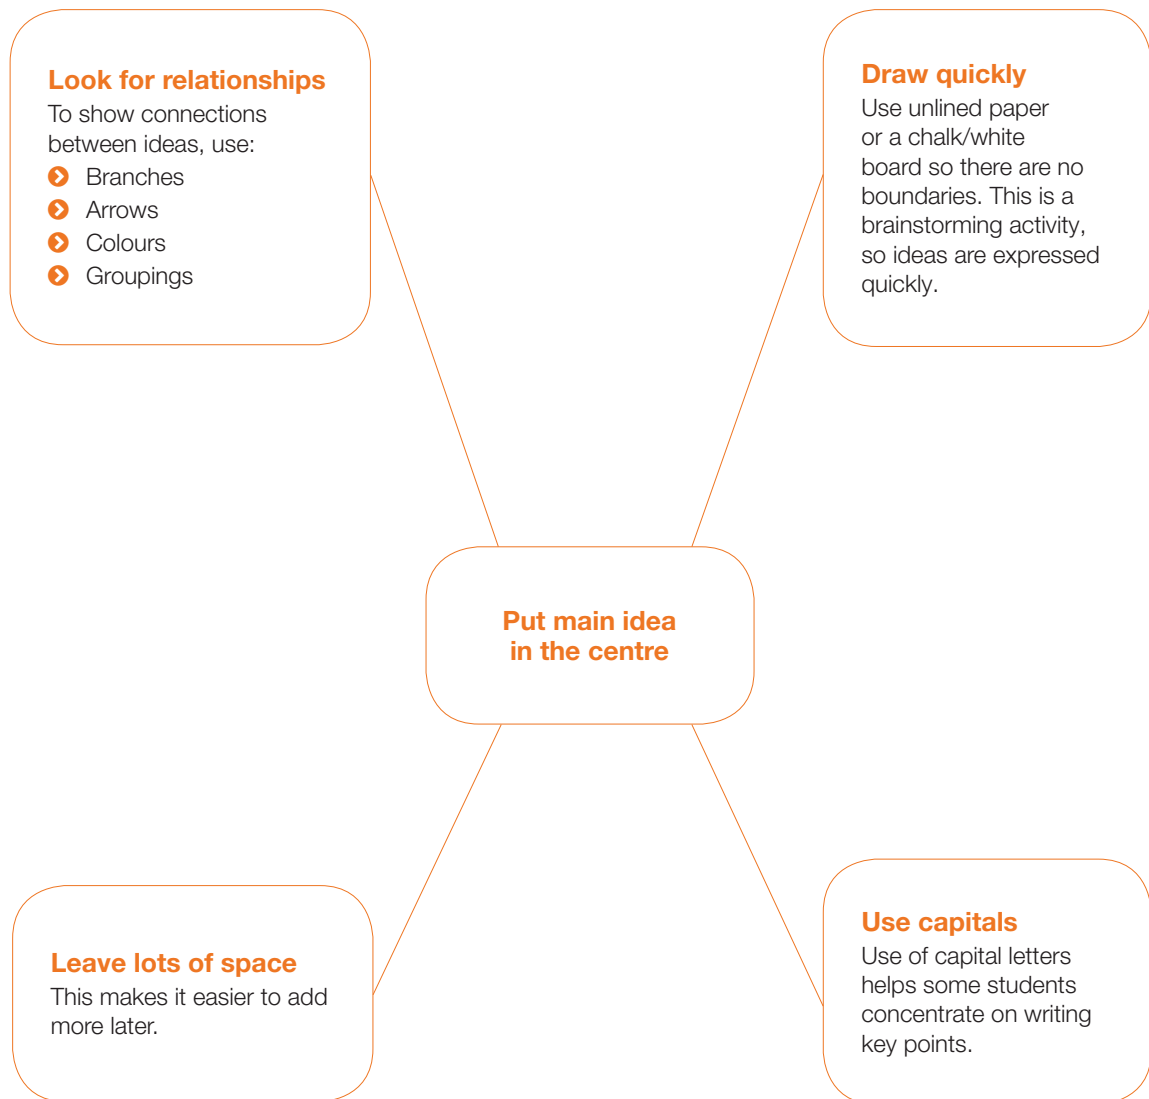 Look for relationships
To show connections
between ideas, use:
Branches
Arrows
Colours
Groupings
Draw quickly
Use unlined paper
or a chalk/white
board so there are no
boundaries. This is a
brainstorming activity,
so ideas are expressed
quickly.
Put main idea
in the centre
Leave lots of space
This makes it easier to add
more later.
Use capitals
Use of capital letters
helps some students
concentrate on writing
key points.